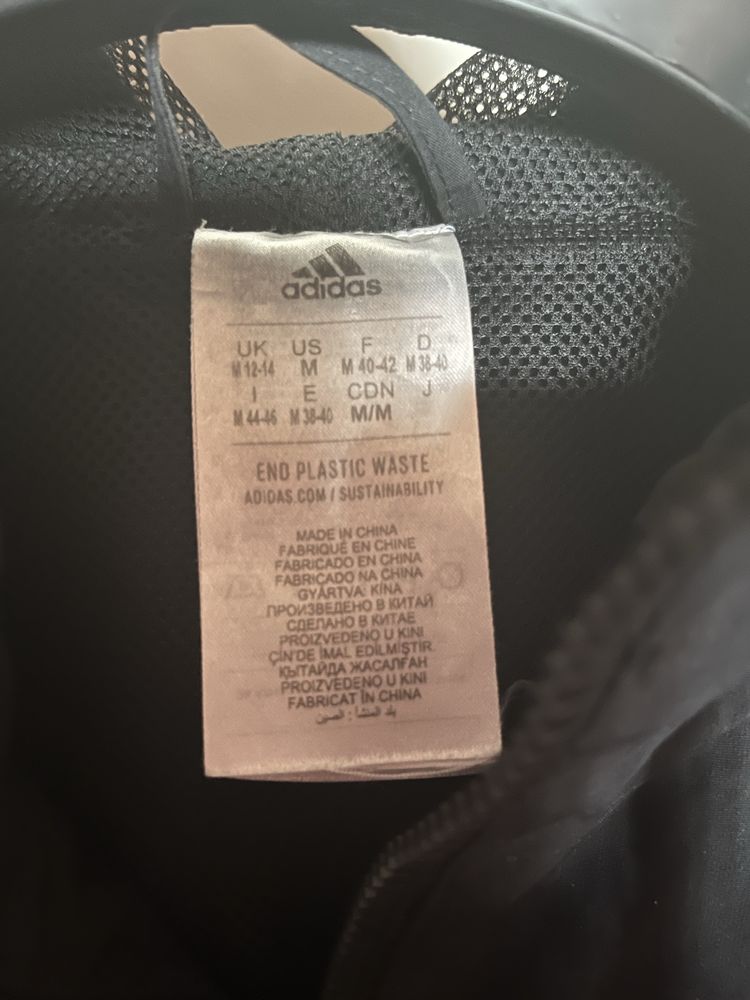 adidas
UK US F D
M 12-14 M M 40-42 M 38-40
I E CDN J
M 44-46 M 38-40 M/M
END PLASTIC WASTE
ADIDAS.COM / SUSTAINABILITY
MADE IN CHINA
FABRIQUÉ EN CHINE
FABRICADO EN CHINA
FABRICADO NA CHINA
GYÁRTVA: KÍNA
ПРОИЗВЕДЕНО В КИТАЙ
СДЕЛАНО В КИТАЕ
PROIZVEDENO U KINI
ÇİN'DE İMAL EDİLMİŞTİR.
ҚЫТАЙДА ЖАСАЛҒАН
PROIZVEDENO U KINI
FABRICAT ÎN CHINA
بلد المنشأ : الصين